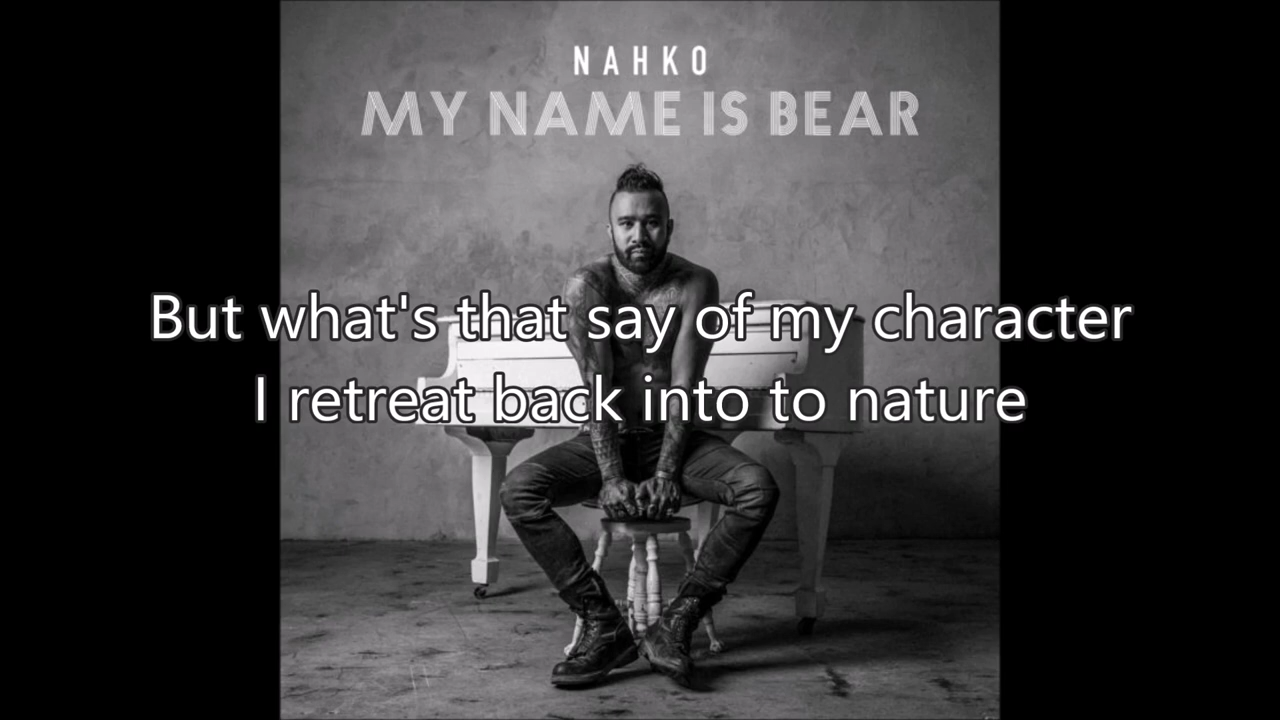 NAHKO
MY NAME IS BEAR
But what's that say of my character
I retreat back into to nature